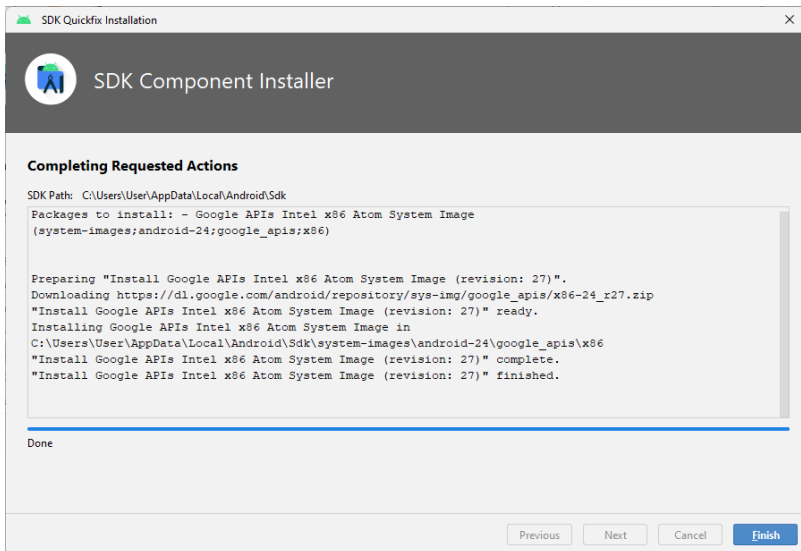 SDK Quickfix Installation
SDK Component Installer
Completing Requested Actions
SDK Path: C:\Users\User\AppData\Local\Android\Sdk
Packages to install: - Google APIs Intel x86 Atom System Image
(system-images;android-24;google_apis;x86)
Preparing "Install Google APIs Intel x86 Atom System Image (revision: 27)".
Downloading https://dl.google.com/android/repository/sys-img/google_apis/x86-24_r27.zip
"Install Google APIs Intel x86 Atom System Image (revision: 27)" ready.
Installing Google APIs Intel x86 Atom System Image in
C:\Users\User\AppData\Local\Android\Sdk\system-images\android-24\google_apis\x86
"Install Google APIs Intel x86 Atom System Image (revision: 27)" complete.
"Install Google APIs Intel x86 Atom System Image (revision: 27)" finished.
Done
Previous Next Cancel Finish